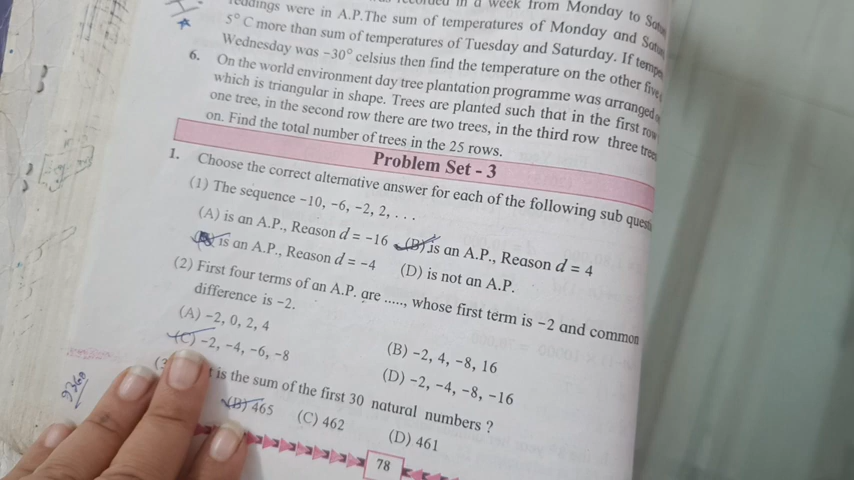 readings were in A.P. The sum of temperatures of Monday and
5° C more than sum of temperatures of Tuesday and Saturday. If
Wednesday was −30° celsius then find the temperature on the other five
6. On the world environment day tree plantation programme was arranged
which is triangular in shape. Trees are planted such that in the first row
one tree, in the second row there are two trees, in the third row three trees
on. Find the total number of trees in the 25 rows.
Problem Set - 3
1. Choose the correct alternative answer for each of the following sub
(1) The sequence −10, −6, −2, 2, . . .
(A) is an A.P., Reason d = −16 (B) is an A.P., Reason d = 4
is an A.P., Reason d = −4 (D) is not an A.P.
(2) First four terms of an A.P. are ....., whose first term is −2 and common
difference is −2.
(A) −2, 0, 2, 4 (B) −2, 4, −8, 16
(C) −2, −4, −6, −8 (D) −2, −4, −8, −16
is the sum of the first 30 natural numbers ?
(B) 465 (C) 462 (D) 461
78
9360